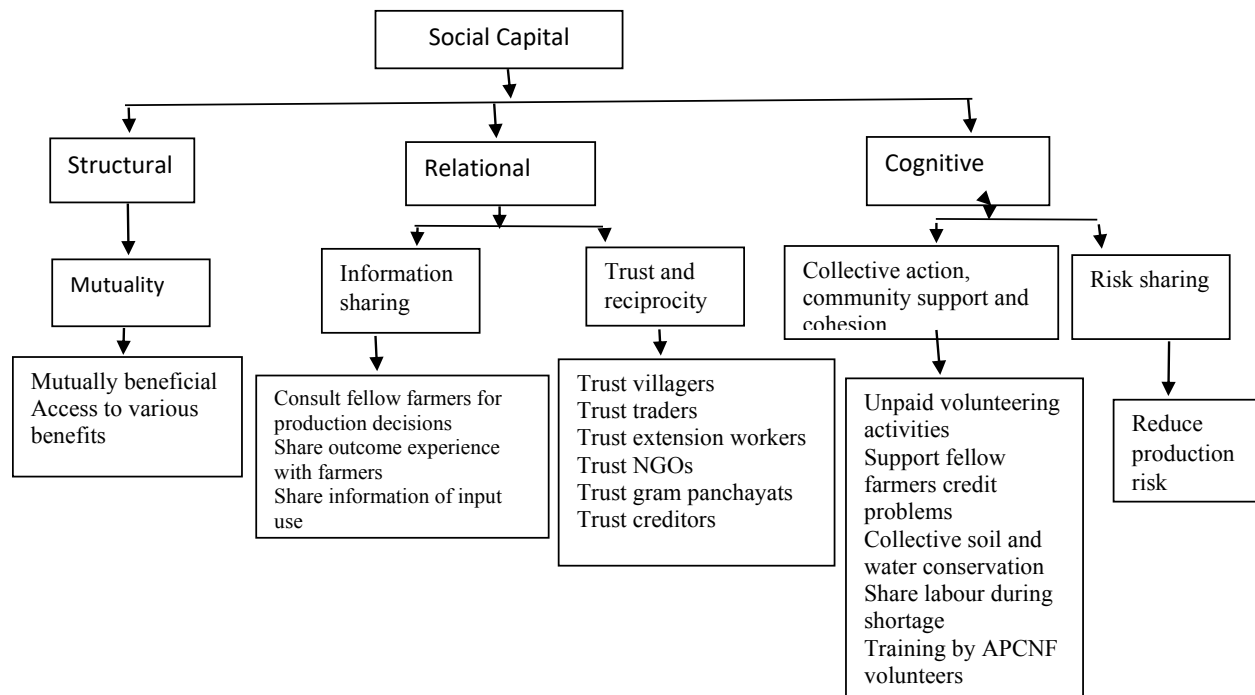 Social Capital
Structural
Relational
Cognitive
Mutuality
Information
sharing
Trust and
reciprocity
Collective action,
community support and
cohesion
Risk sharing
Mutually beneficial
Access to various
benefits
Consult fellow farmers for
production decisions
Share outcome experience
with farmers
Share information of input
use
Trust villagers
Trust traders
Trust extension workers
Trust NGOs
Trust gram panchayats
Trust creditors
Unpaid volunteering
activities
Support fellow
farmers credit
problems
Collective soil and
water conservation
Share labour during
shortage
Training by APCNF
volunteers
Reduce
production
risk